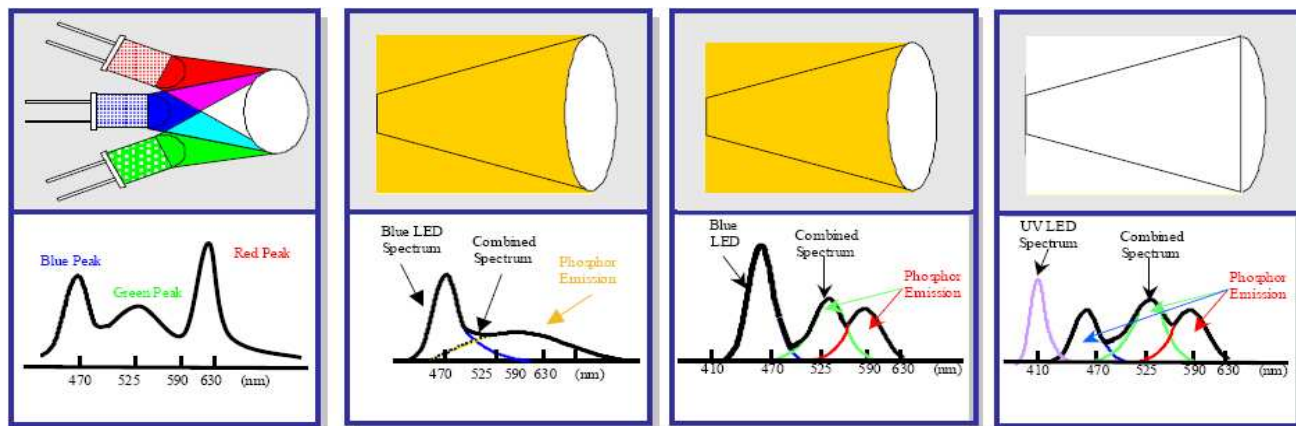 Blue Peak
Green Peak
Red Peak
470 525 590 630 (nm)
Blue LED
Spectrum
Combined
Spectrum
Phosphor
Emission
470 525 590 630 (nm)
Blue
LED
Combined
Spectrum
Phosphor
Emission
410 470 525 590 630 (nm)
UV LED
Spectrum
Combined
Spectrum
Phosphor
Emission
410 470 525 590 630 (nm)